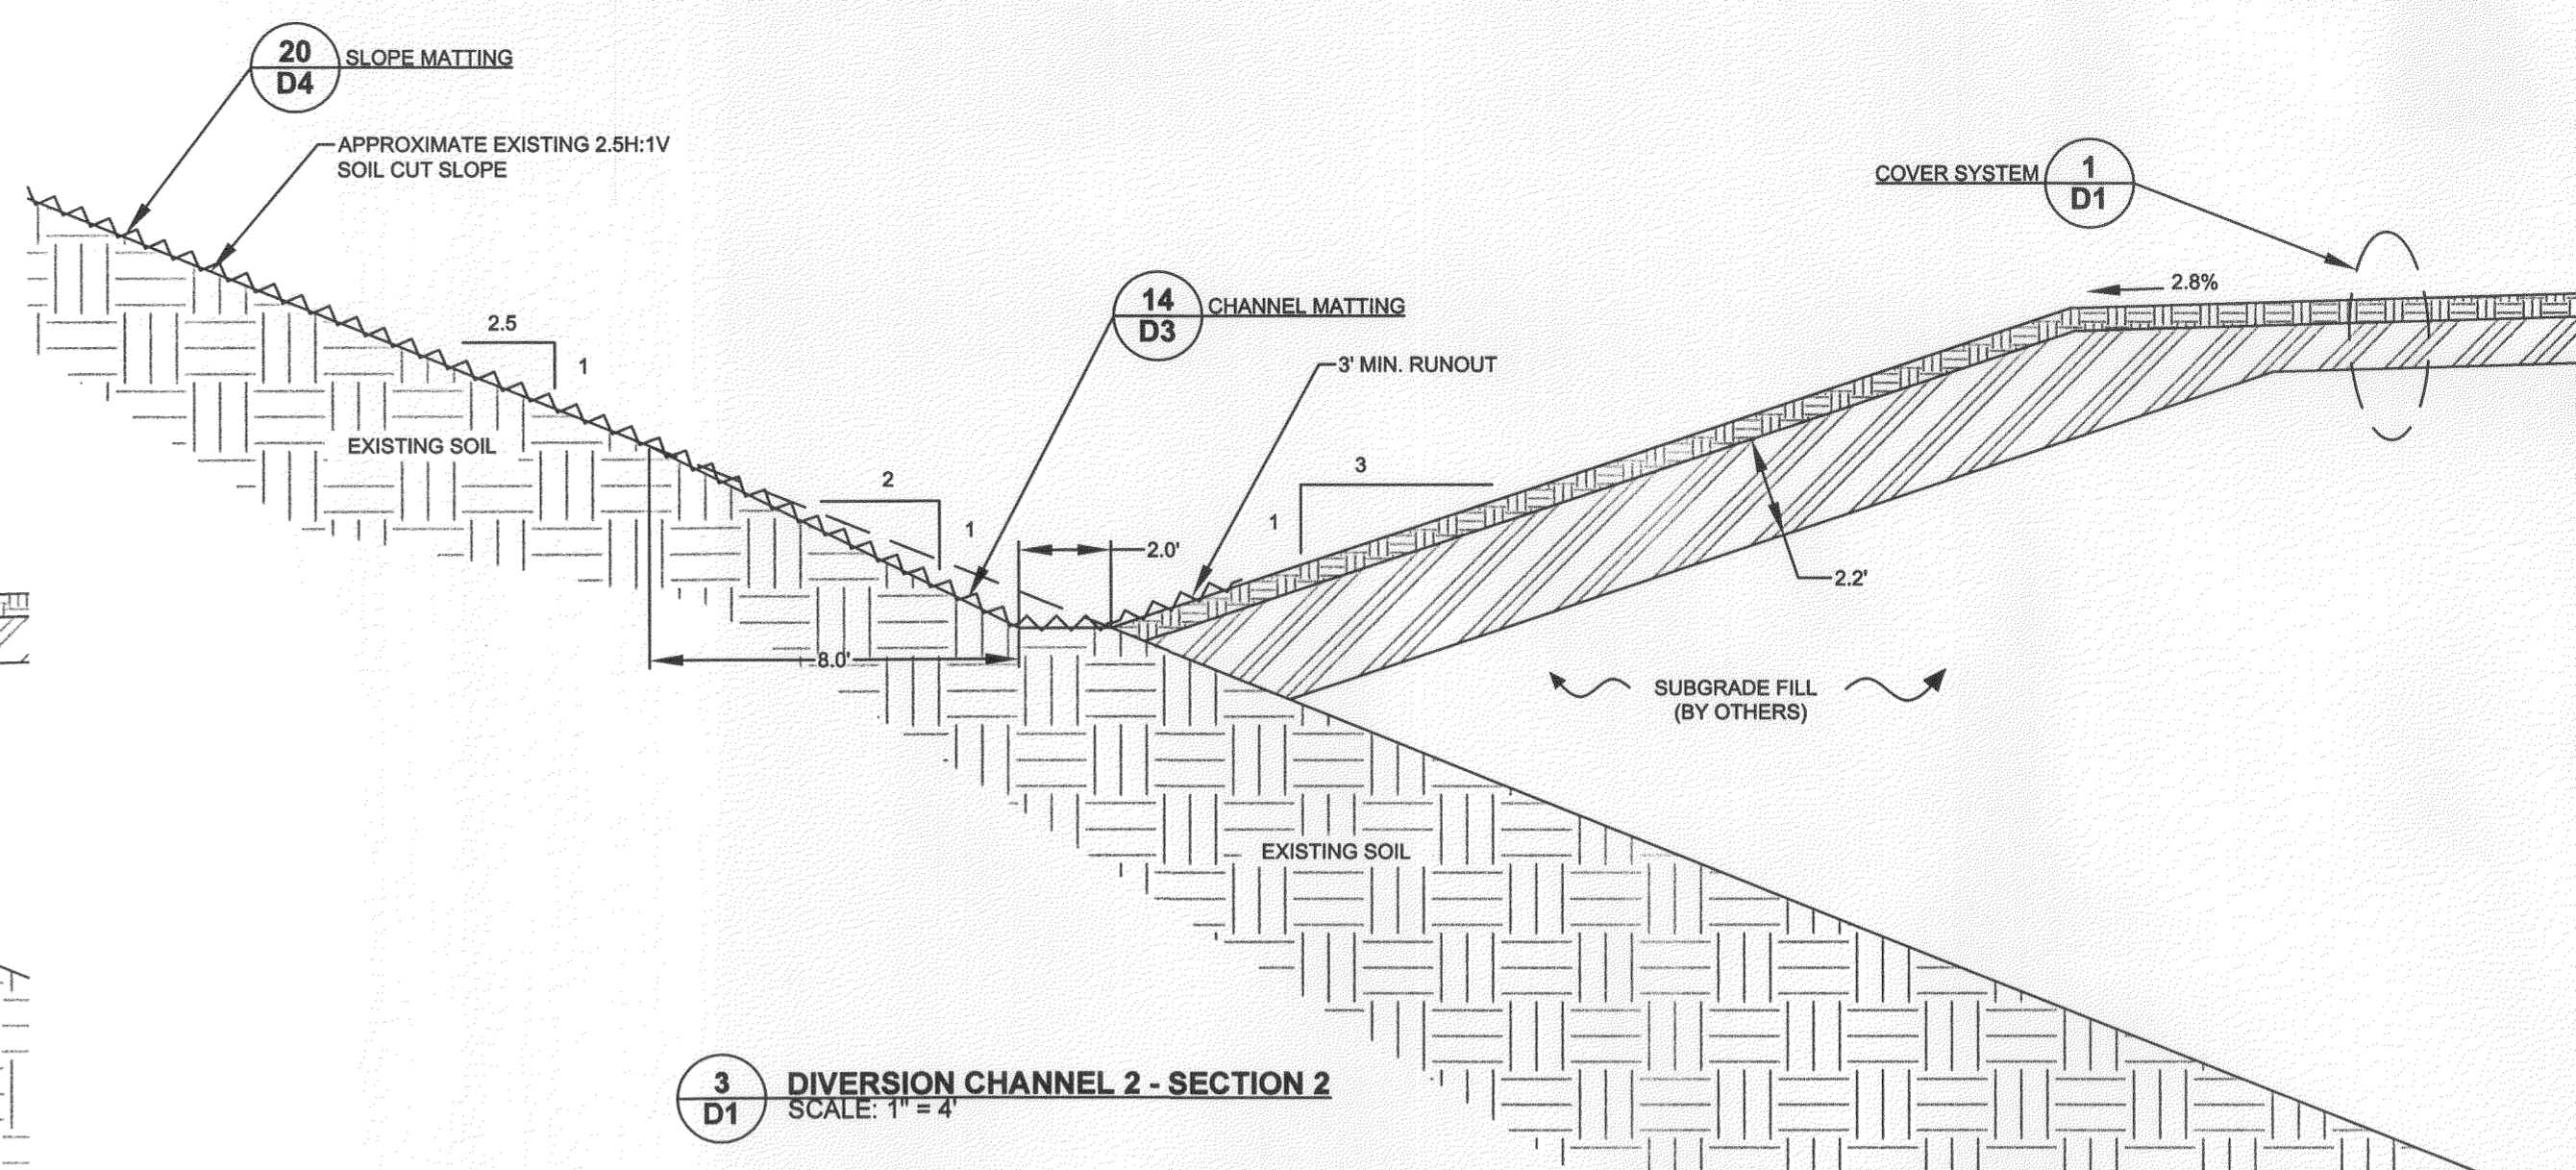 20
D4
SLOPE MATTING
APPROXIMATE EXISTING 2.5H:1V
SOIL CUT SLOPE
COVER SYSTEM
1
D1
2.8%
14
D3
CHANNEL MATTING
3' MIN. RUNOUT
2.5
1
EXISTING SOIL
2
1
3
1
2.0'
2.2'
8.0'
SUBGRADE FILL
(BY OTHERS)
EXISTING SOIL
3
D1
DIVERSION CHANNEL 2 - SECTION 2
SCALE: 1" = 4'